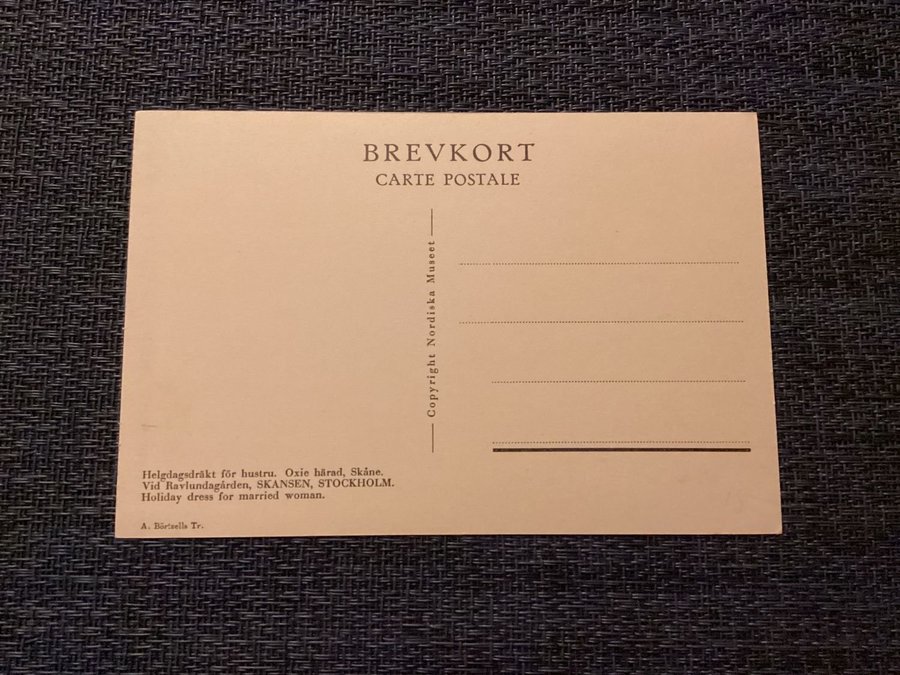 BREVKORT
CARTE POSTALE
Copyright Nordiska Museet
Helgdagsdräkt för hustru. Oxie härad, Skåne.
Vid Ravlundagården, SKANSEN, STOCKHOLM.
Holiday dress for married woman.
A. Börtzells Tr.